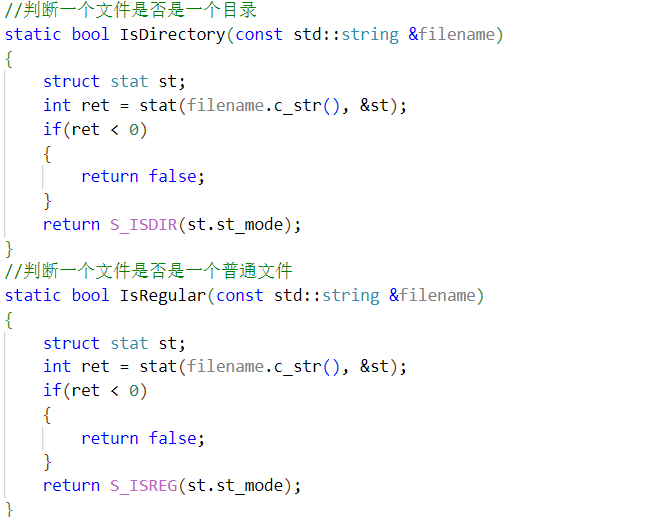 //判断一个文件是否是一个目录
static bool IsDirectory(const std::string &filename)
{
    struct stat st;
    int ret = stat(filename.c_str(), &st);
    if(ret < 0)
    {
        return false;
    }
    return S_ISDIR(st.st_mode);
}
//判断一个文件是否是一个普通文件
static bool IsRegular(const std::string &filename)
{
    struct stat st;
    int ret = stat(filename.c_str(), &st);
    if(ret < 0)
    {
        return false;
    }
    return S_ISREG(st.st_mode);
}